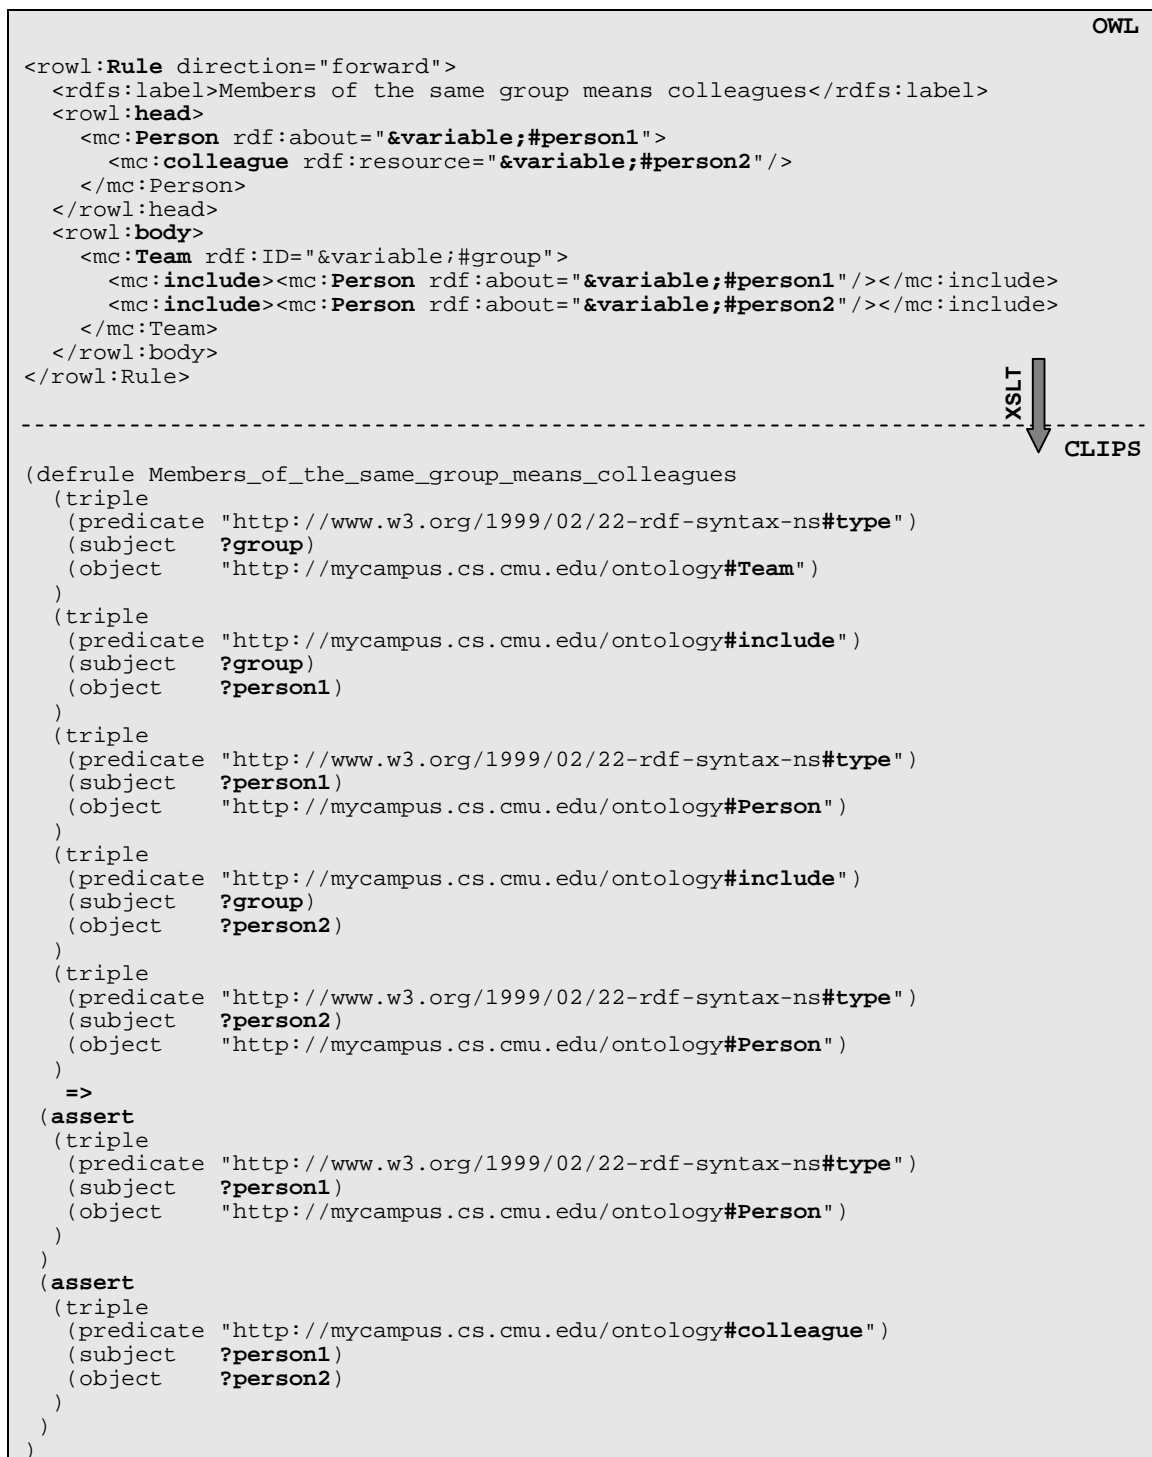 OWL
<rowl:Rule direction="forward">
  <rdfs:label>Members of the same group means colleagues</rdfs:label>
  <rowl:head>
    <mc:Person rdf:about="&variable;#person1">
      <mc:colleague rdf:resource="&variable;#person2"/>
    </mc:Person>
  </rowl:head>
  <rowl:body>
    <mc:Team rdf:ID="&variable;#group">
      <mc:include><mc:Person rdf:about="&variable;#person1"/></mc:include>
      <mc:include><mc:Person rdf:about="&variable;#person2"/></mc:include>
    </mc:Team>
  </rowl:body>
</rowl:Rule>
XSLT
CLIPS
(defrule Members_of_the_same_group_means_colleagues
  (triple
   (predicate "http://www.w3.org/1999/02/22-rdf-syntax-ns#type")
   (subject   ?group)
   (object    "http://mycampus.cs.cmu.edu/ontology#Team")
  )
  (triple
   (predicate "http://mycampus.cs.cmu.edu/ontology#include")
   (subject   ?group)
   (object    ?person1)
  )
  (triple
   (predicate "http://www.w3.org/1999/02/22-rdf-syntax-ns#type")
   (subject   ?person1)
   (object    "http://mycampus.cs.cmu.edu/ontology#Person")
  )
  (triple
   (predicate "http://mycampus.cs.cmu.edu/ontology#include")
   (subject   ?group)
   (object    ?person2)
  )
  (triple
   (predicate "http://www.w3.org/1999/02/22-rdf-syntax-ns#type")
   (subject   ?person2)
   (object    "http://mycampus.cs.cmu.edu/ontology#Person")
  )
   =>
 (assert
  (triple
   (predicate "http://www.w3.org/1999/02/22-rdf-syntax-ns#type")
   (subject   ?person1)
   (object    "http://mycampus.cs.cmu.edu/ontology#Person")
  )
 )
 (assert
  (triple
   (predicate "http://mycampus.cs.cmu.edu/ontology#colleague")
   (subject   ?person1)
   (object    ?person2)
  )
 )
)